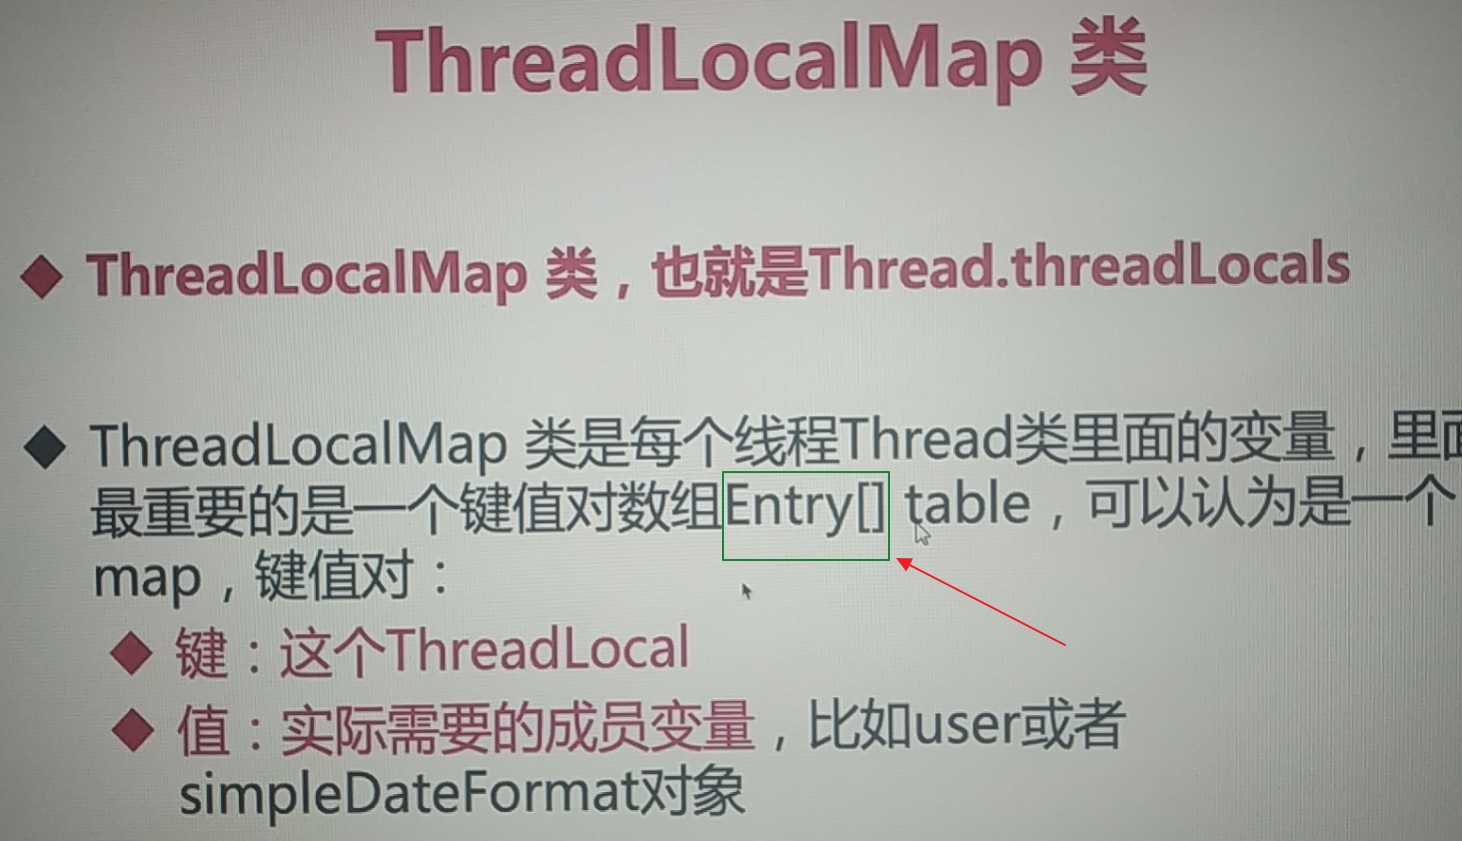 ThreadLocalMap 类
ThreadLocalMap 类，也就是Thread.threadLocals
ThreadLocalMap 类是每个线程Thread类里面的变量，里面
最重要的是一个键值对数组Entry[] table，可以认为是一个
map，键值对：
键：这个ThreadLocal
值：实际需要的成员变量，比如user或者
simpleDateFormat对象